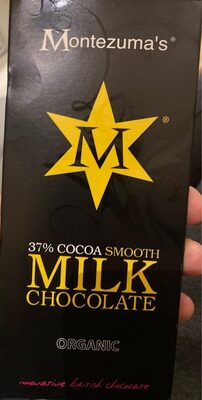 Montezuma's®
M®
37% COCOA SMOOTH
MILK
CHOCOLATE
ORGANIC
innovative british chocolate